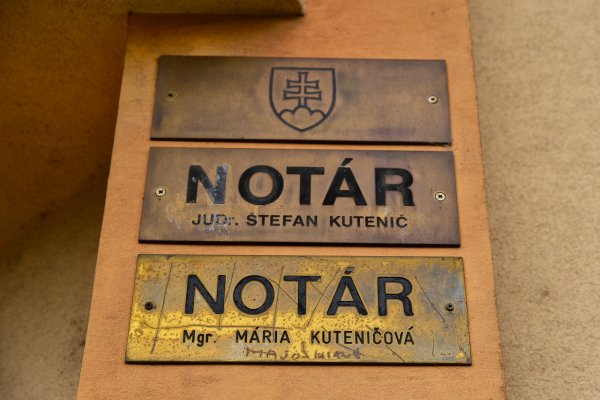 NOTÁR
JUDr. ŠTEFAN KUTENIČ
NOTÁR
Mgr. MÁRIA KUTENIČOVÁ